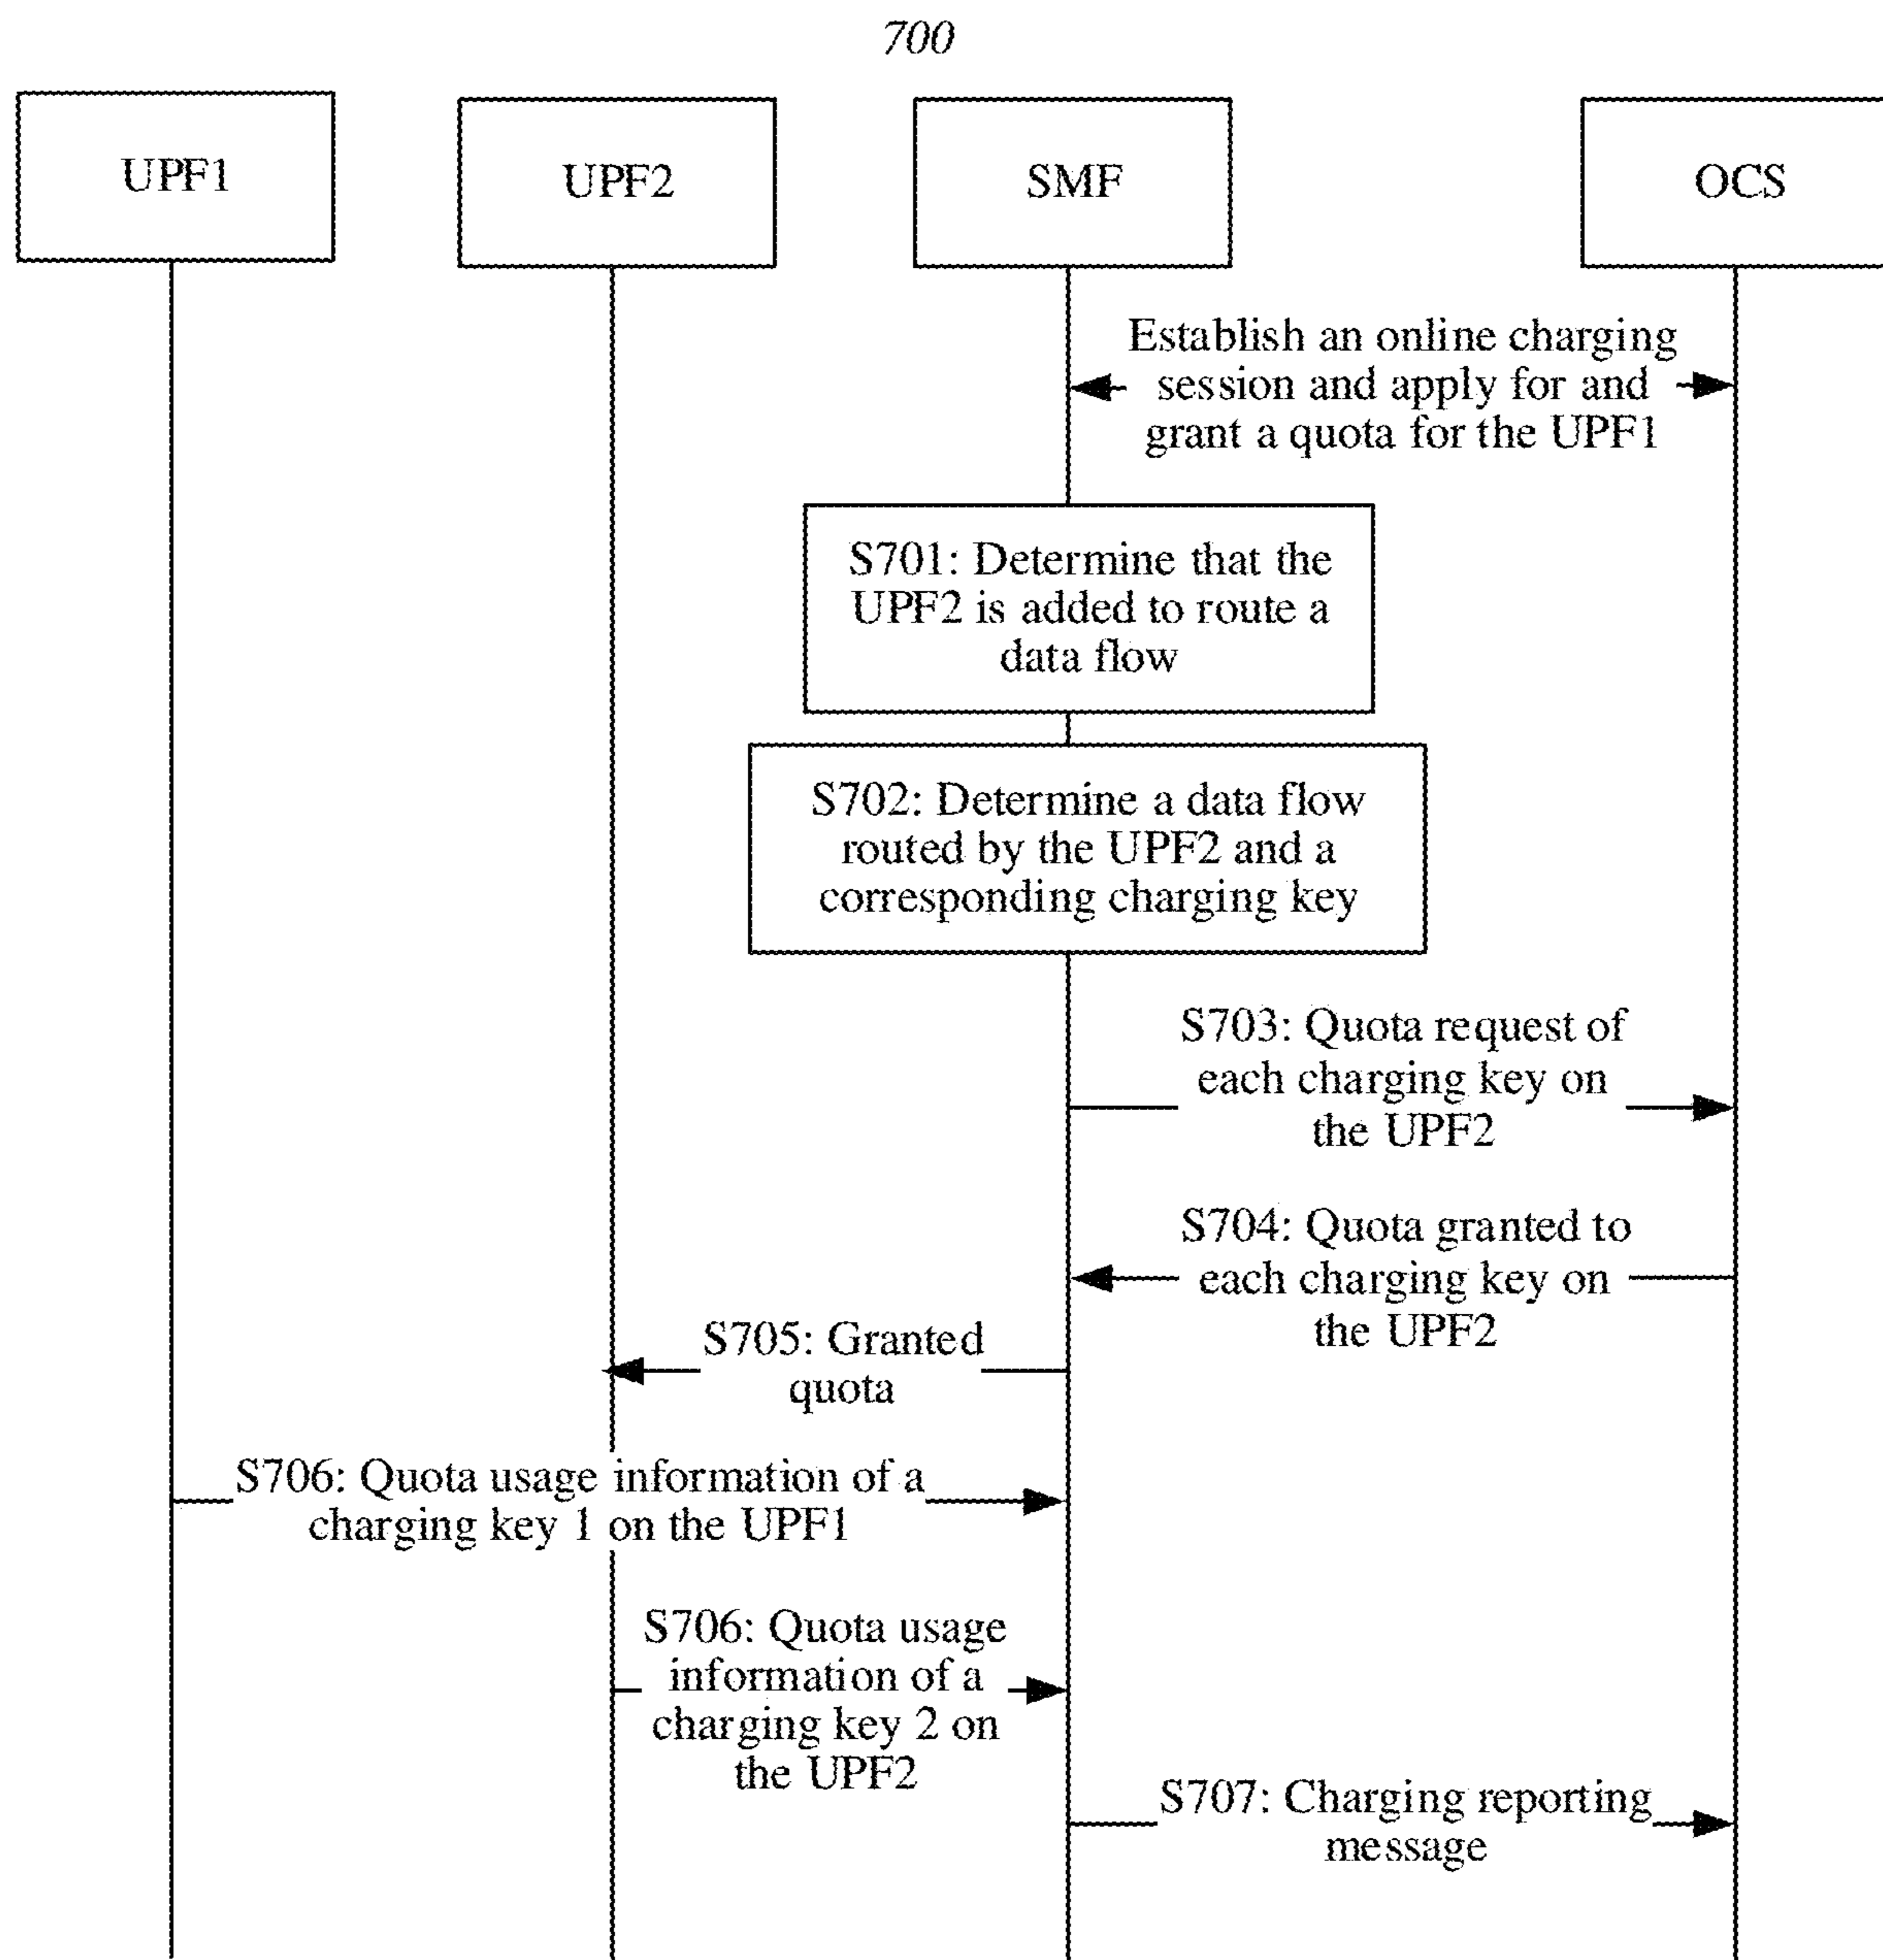 700
UPF1
UPF2
SMF
OCS
Establish an online charging
session and apply for and
grant a quota for the UPF1
S701: Determine that the
UPF2 is added to route a
data flow
S702: Determine a data flow
routed by the UPF2 and a
corresponding charging key
S703: Quota request of
each charging key on
the UPF2
S704: Quota granted to
each charging key on
the UPF2
S705: Granted
quota
S706: Quota usage information of a
charging key 1 on the UPF1
S706: Quota usage
information of a
charging key 2 on
the UPF2
S707: Charging reporting
message